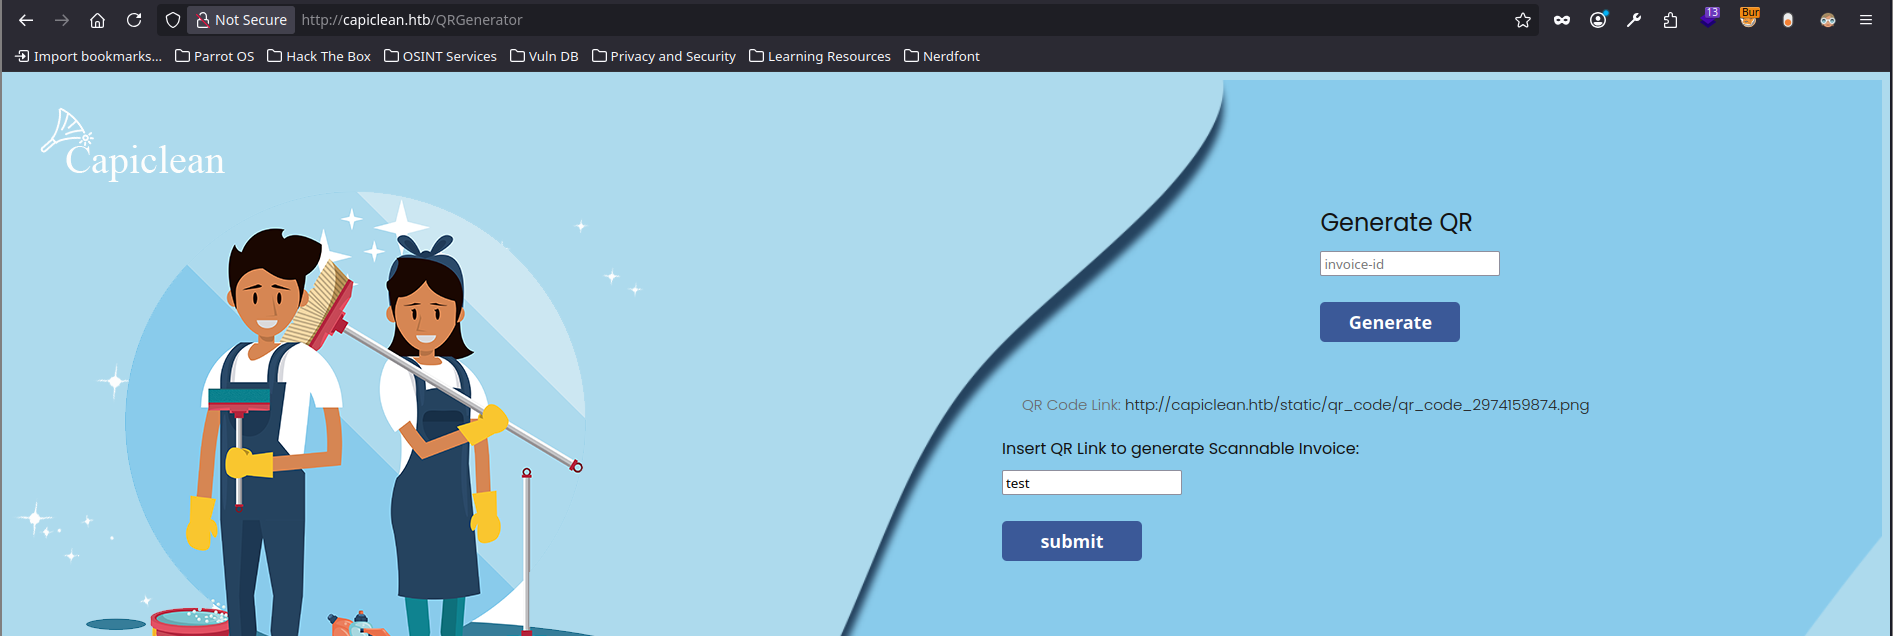 Not Secure http://capiclean.htb/QRGenerator 13 Bur
Import bookmarks... Parrot OS Hack The Box OSINT Services Vuln DB Privacy and Security Learning Resources Nerdfont
Capiclean
Generate QR
invoice-id
Generate
QR Code Link: http://capiclean.htb/static/qr_code/qr_code_2974159874.png
Insert QR Link to generate Scannable Invoice:
test
submit